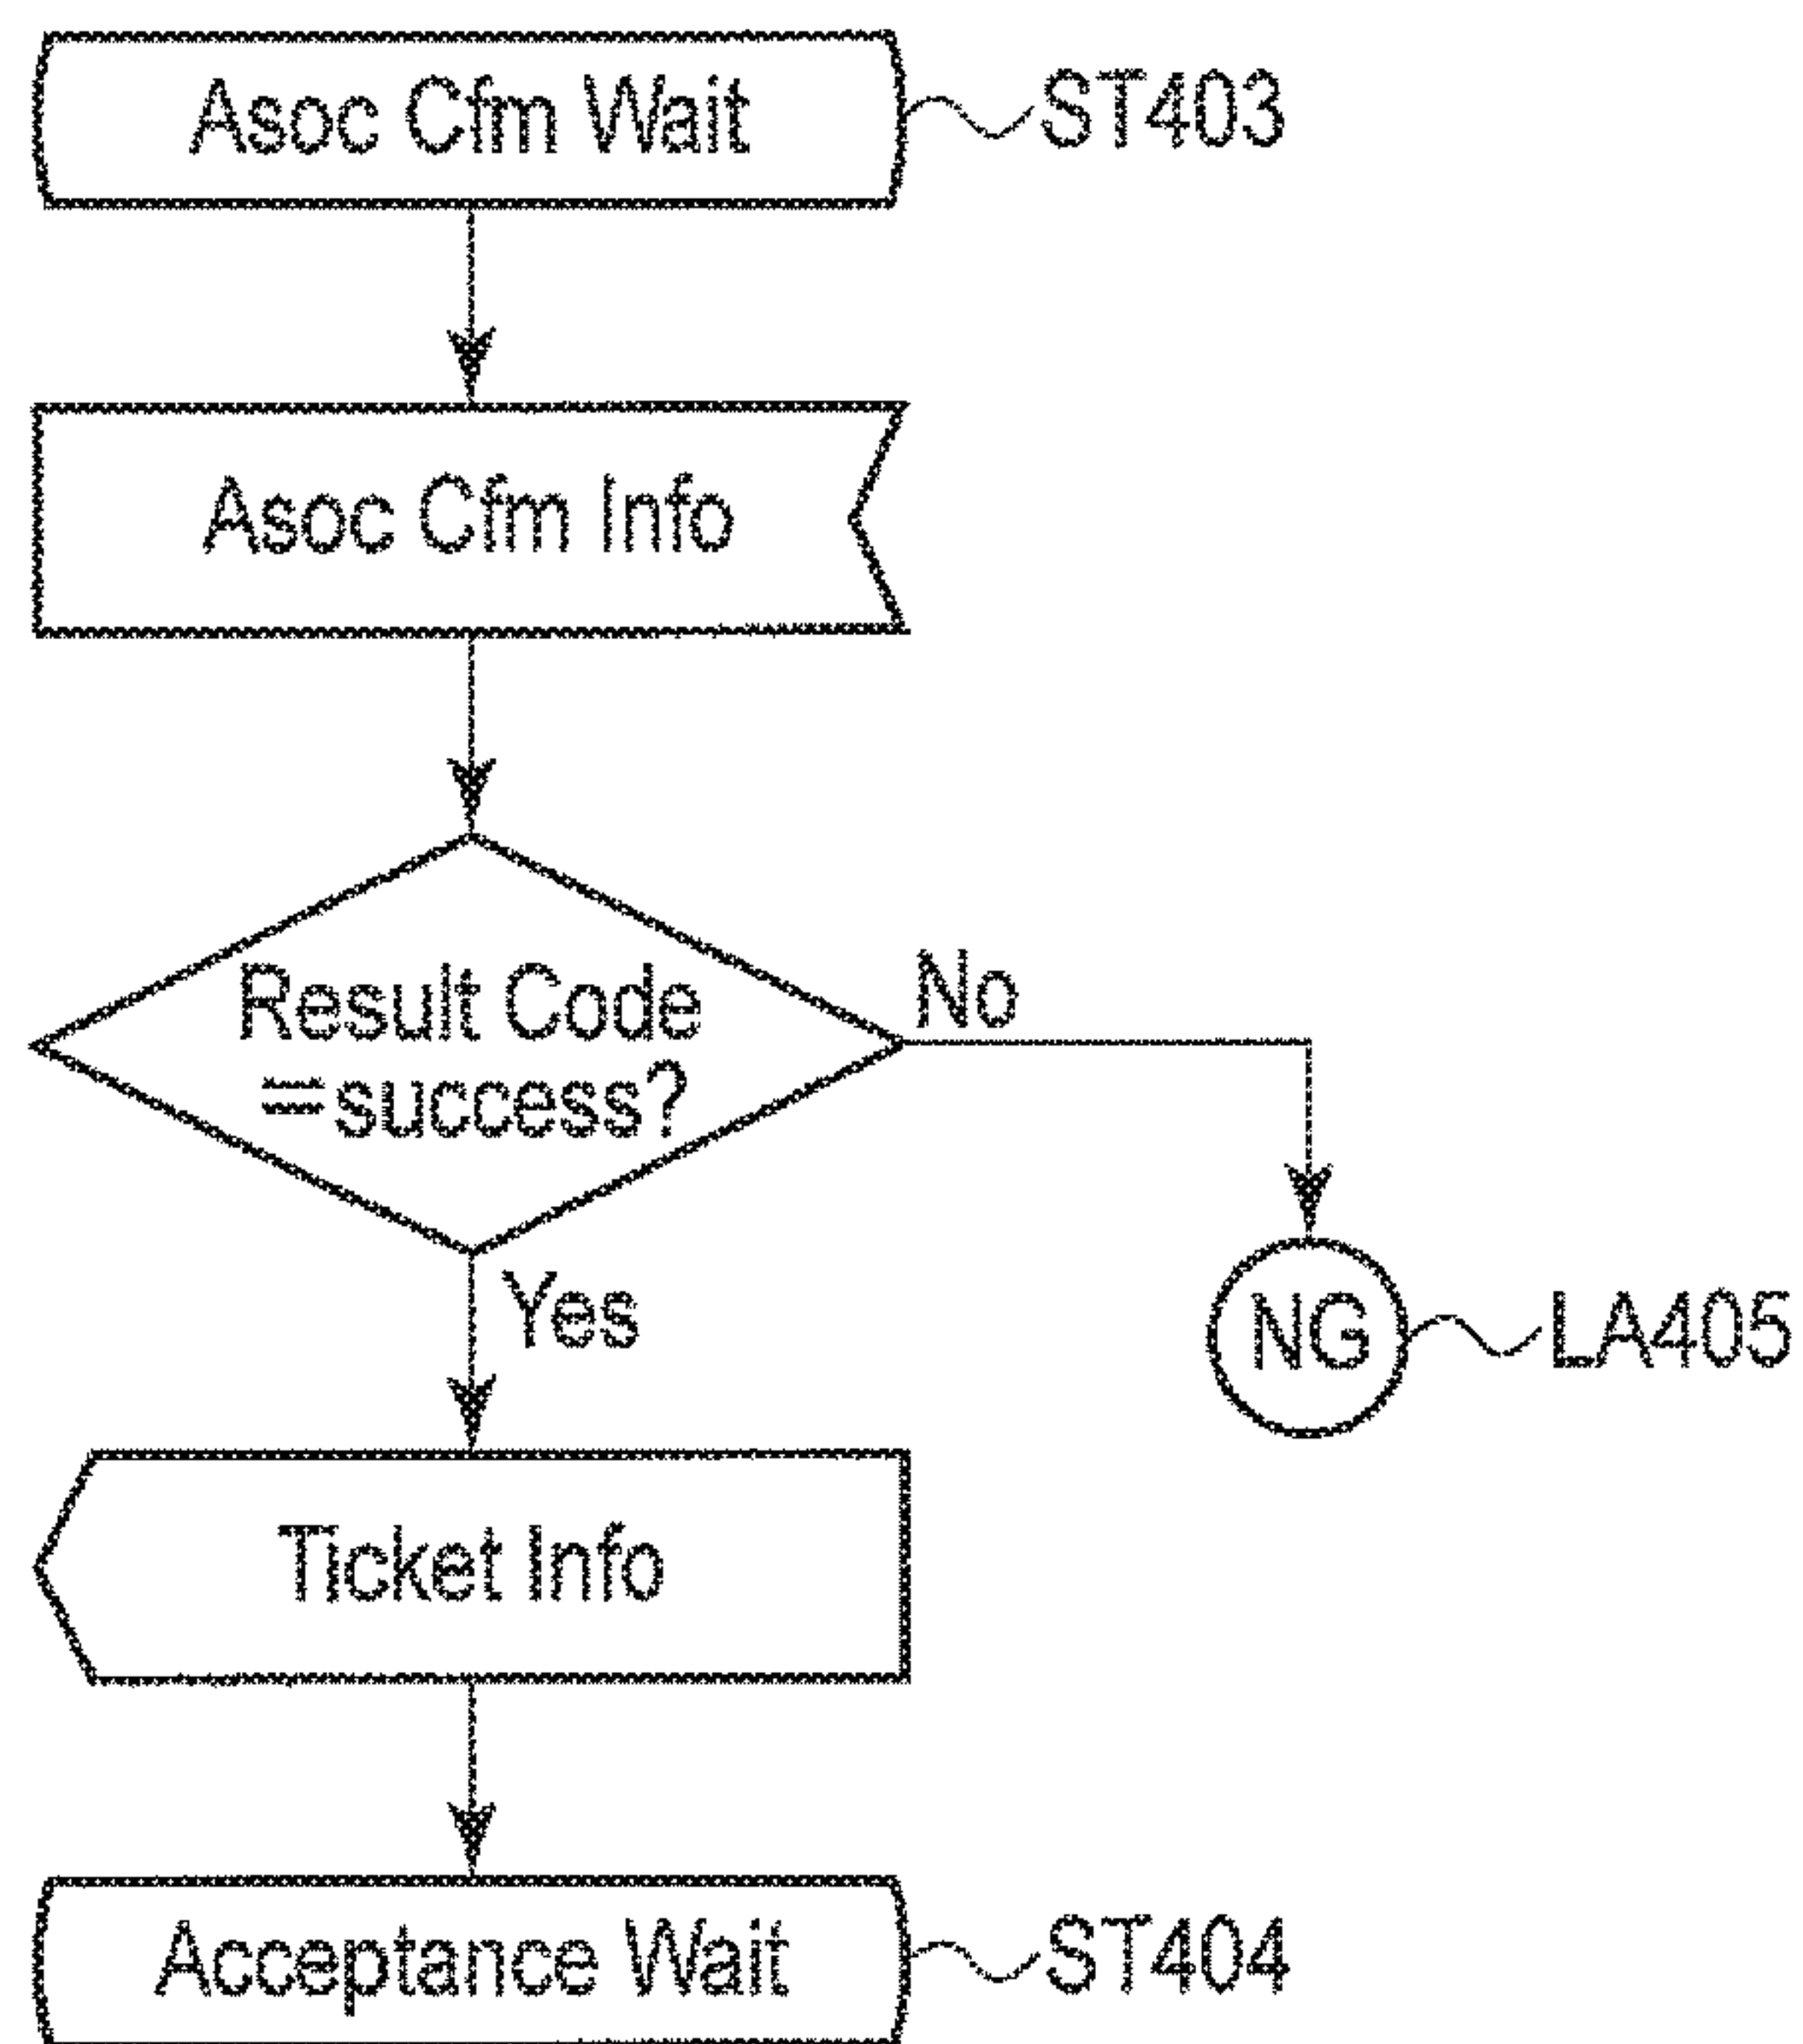 Asoc Cfm Wait
ST403
Asoc Cfm Info
Result Code
=success?
No
Yes
NG
LA405
Ticket Info
Acceptance Wait
ST404